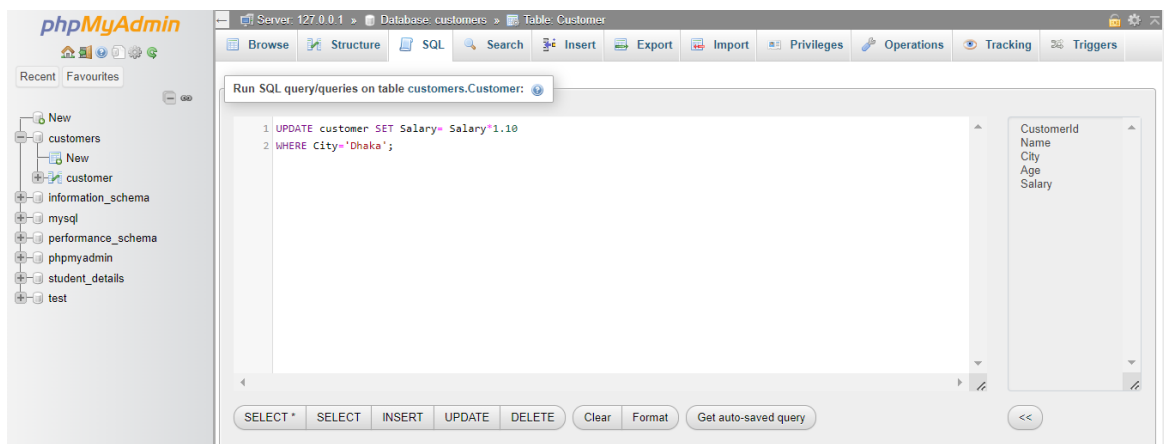 phpMyAdmin
Recent Favourites
New
customers
New
customer
information_schema
mysql
performance_schema
phpmyadmin
student_details
test
Server: 127.0.0.1 » Database: customers » Table: Customer
Browse Structure SQL Search Insert Export Import Privileges Operations Tracking Triggers
Run SQL query/queries on table customers.Customer:
1 UPDATE customer SET Salary= Salary*1.10
2 WHERE City='Dhaka';
CustomerId
Name
City
Age
Salary
SELECT * SELECT INSERT UPDATE DELETE Clear Format Get auto-saved query <<